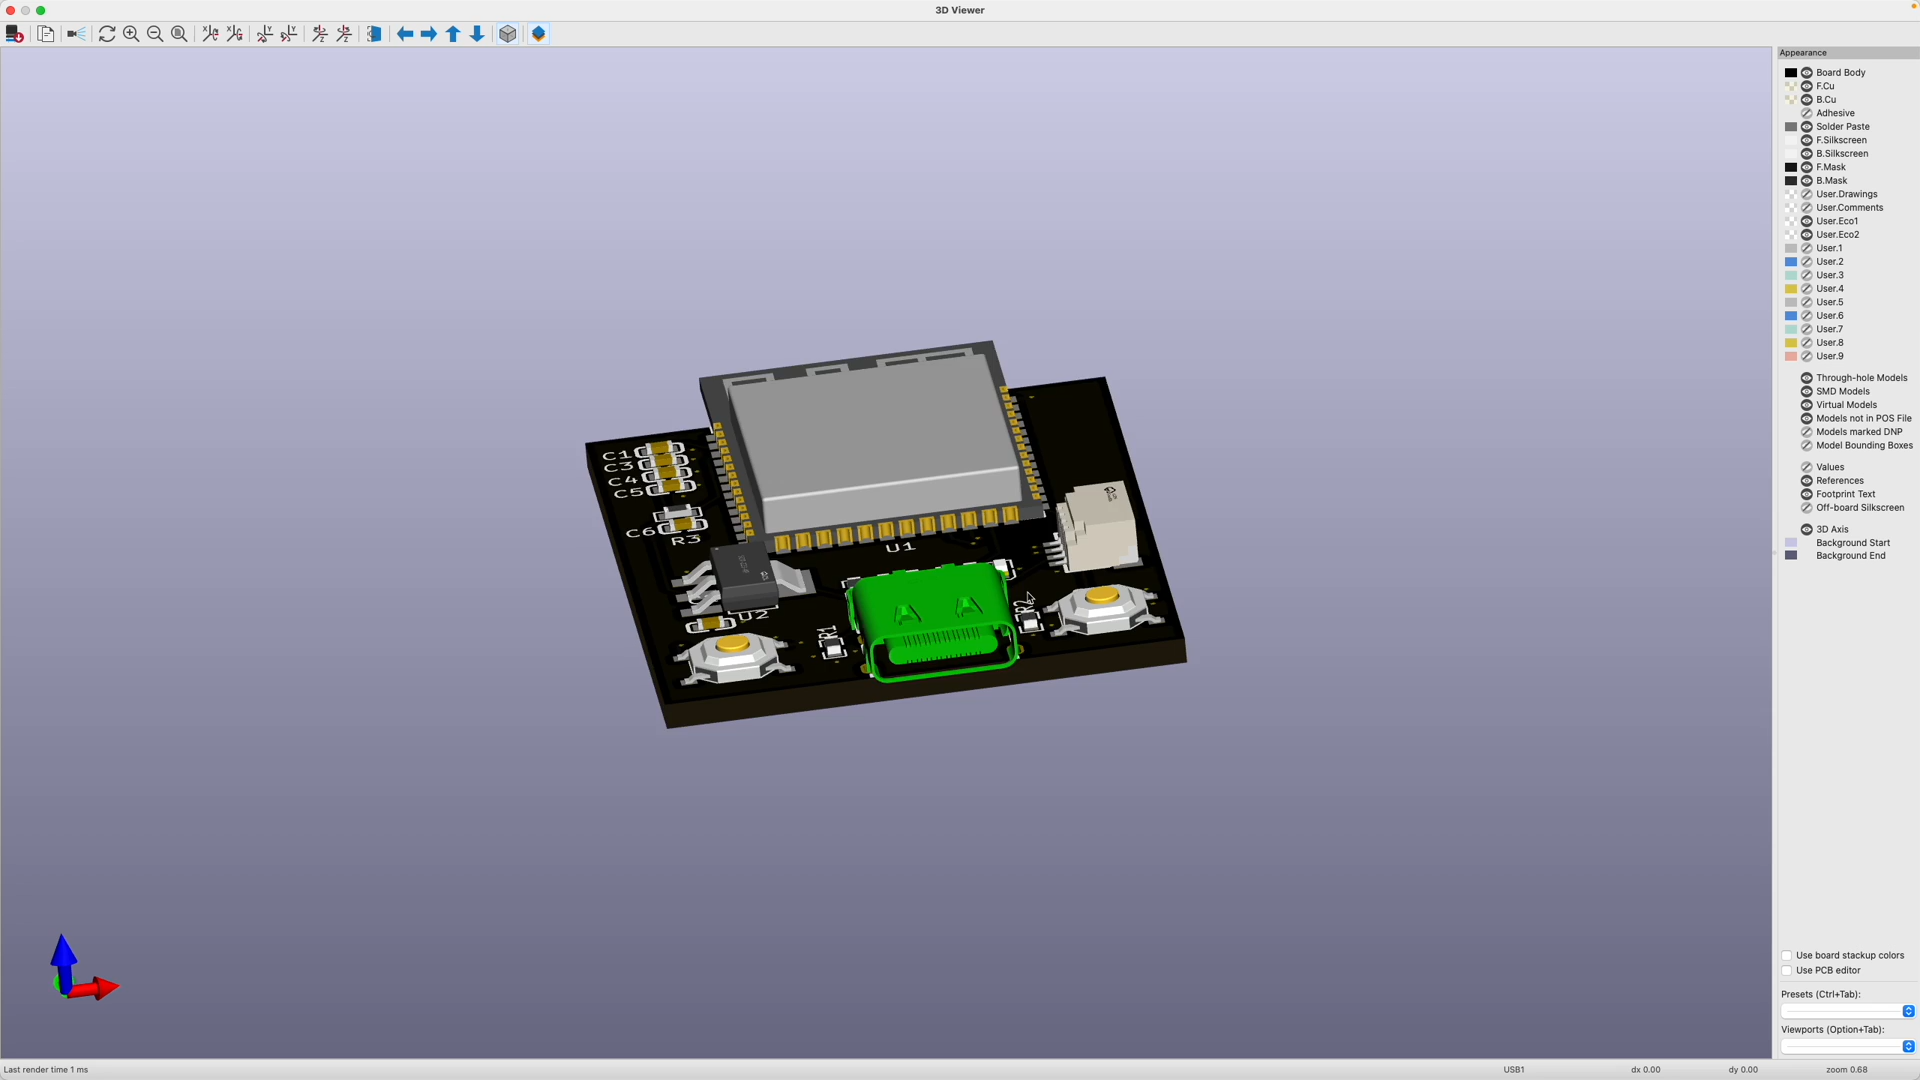 3D Viewer
Appearance
Board Body
F.Cu
B.Cu
Adhesive
Solder Paste
F.Silkscreen
B.Silkscreen
F.Mask
B.Mask
User.Drawings
User.Comments
User.Eco1
User.Eco2
User.1
User.2
User.3
User.4
User.5
User.6
User.7
User.8
User.9
Through-hole Models
SMD Models
Virtual Models
Models not in POS File
Models marked DNP
Model Bounding Boxes
Values
References
Footprint Text
Off-board Silkscreen
3D Axis
Background Start
Background End
C1
C3
C4
C5
C6
R3
U1
U2
R1
R2
Use board stackup colors
Use PCB editor
Presets (Ctrl+Tab):
Viewports (Option+Tab):
Last render time 1 ms
USB1
dx 0.00
dy 0.00
zoom 0.68